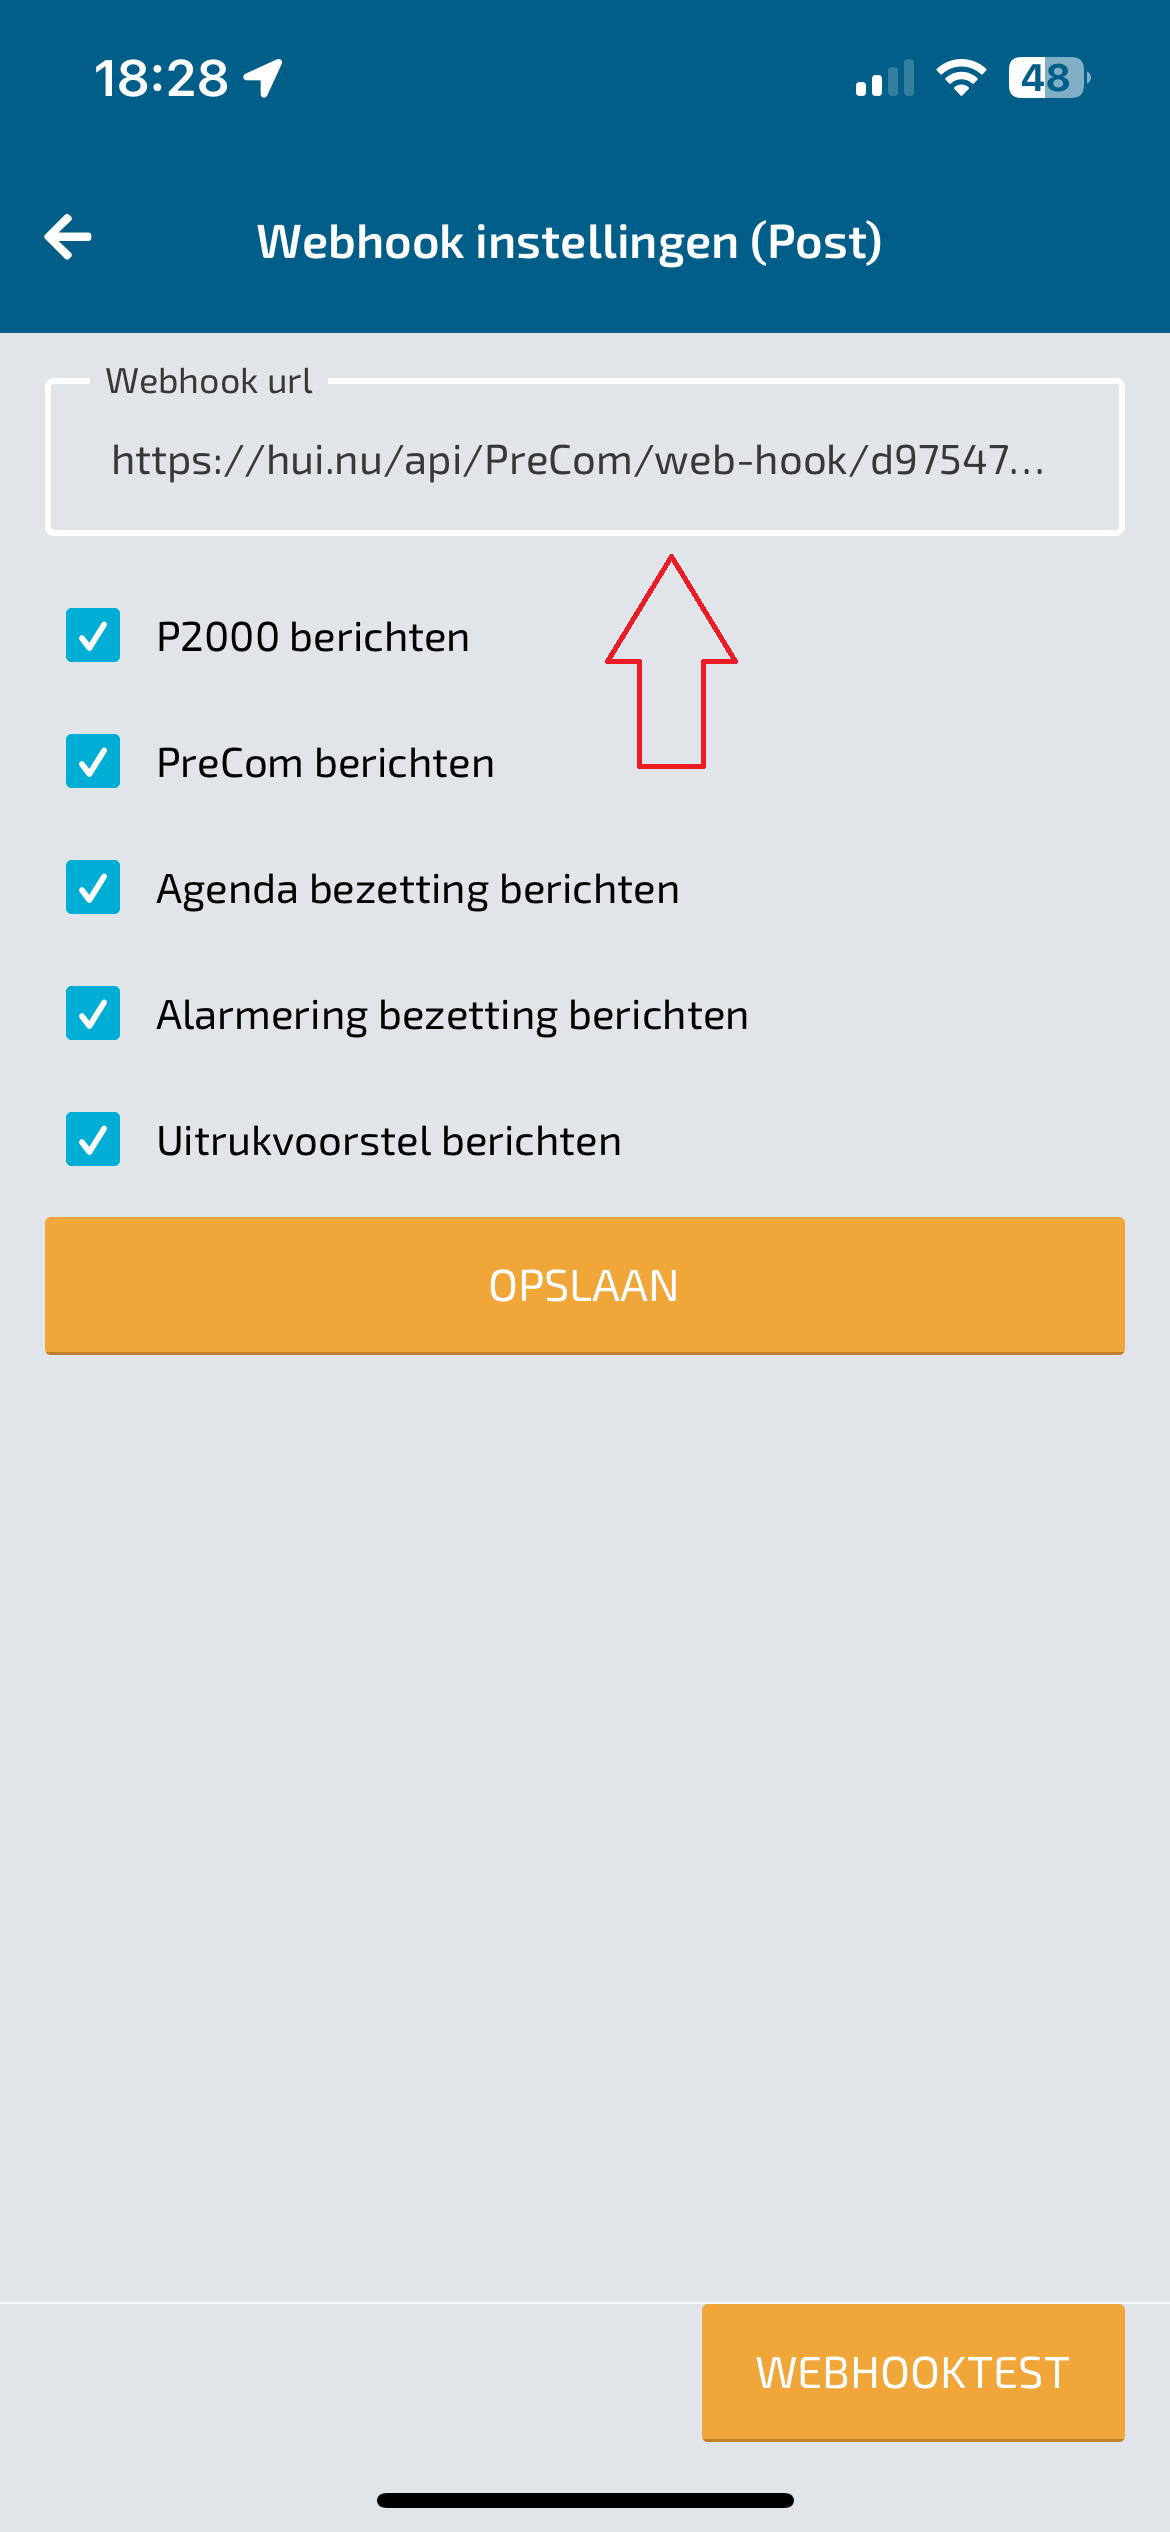 18:28
48
Webhook instellingen (Post)
Webhook url
https://hui.nu/api/PreCom/web-hook/d97547...
P2000 berichten
PreCom berichten
Agenda bezetting berichten
Alarmering bezetting berichten
Uitrukvoorstel berichten
OPSLAAN
WEBHOOKTEST